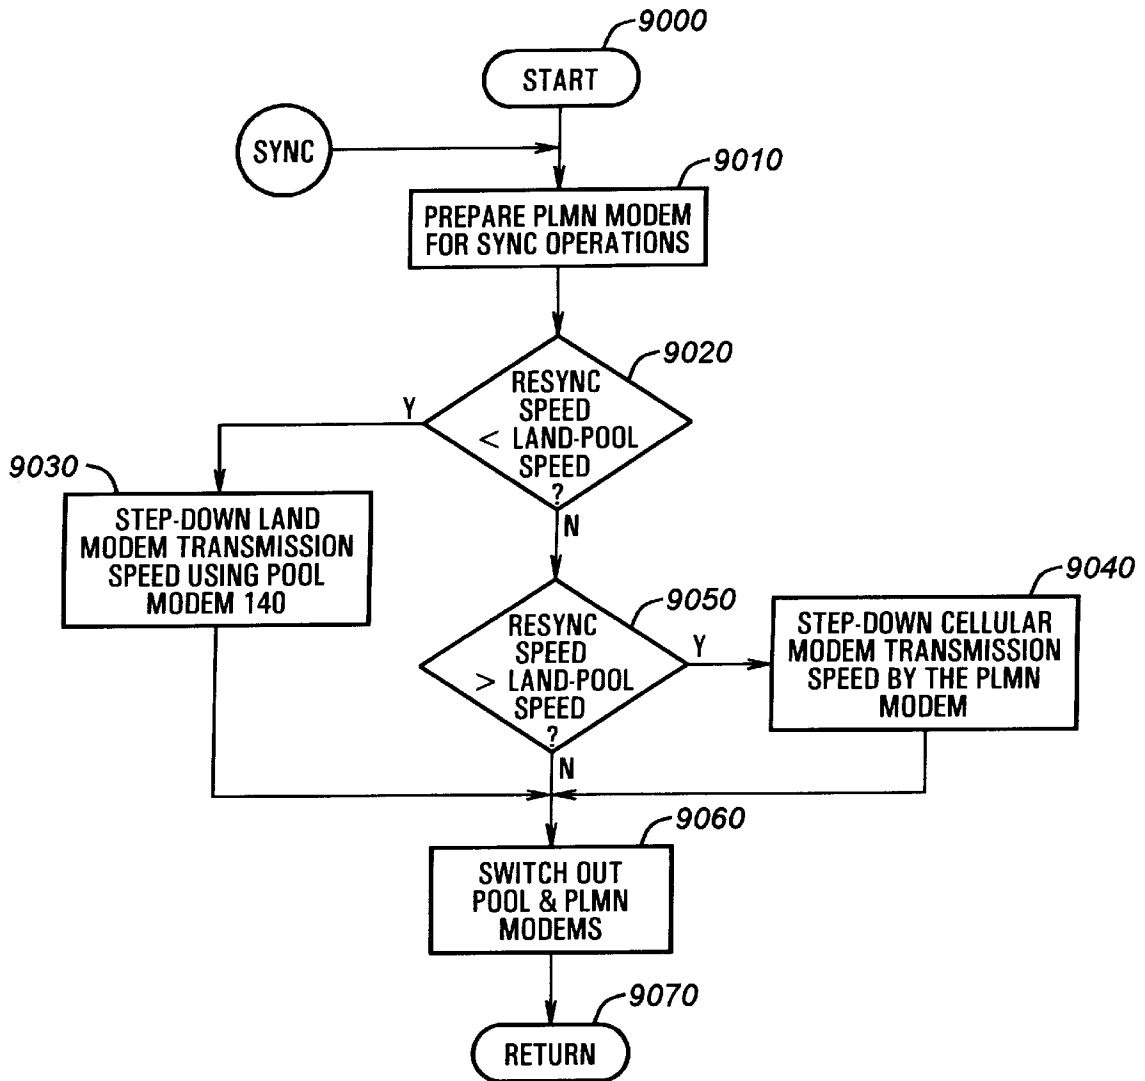 9000
START
SYNC
9010
PREPARE PLMN MODEM
FOR SYNC OPERATIONS
9020
RESYNC
SPEED
< LAND-POOL
SPEED
?
Y
N
9030
STEP-DOWN LAND
MODEM TRANSMISSION
SPEED USING POOL
MODEM 140
9050
RESYNC
SPEED
> LAND-POOL
SPEED
?
Y
N
9040
STEP-DOWN CELLULAR
MODEM TRANSMISSION
SPEED BY THE PLMN
MODEM
9060
SWITCH OUT
POOL & PLMN
MODEMS
9070
RETURN